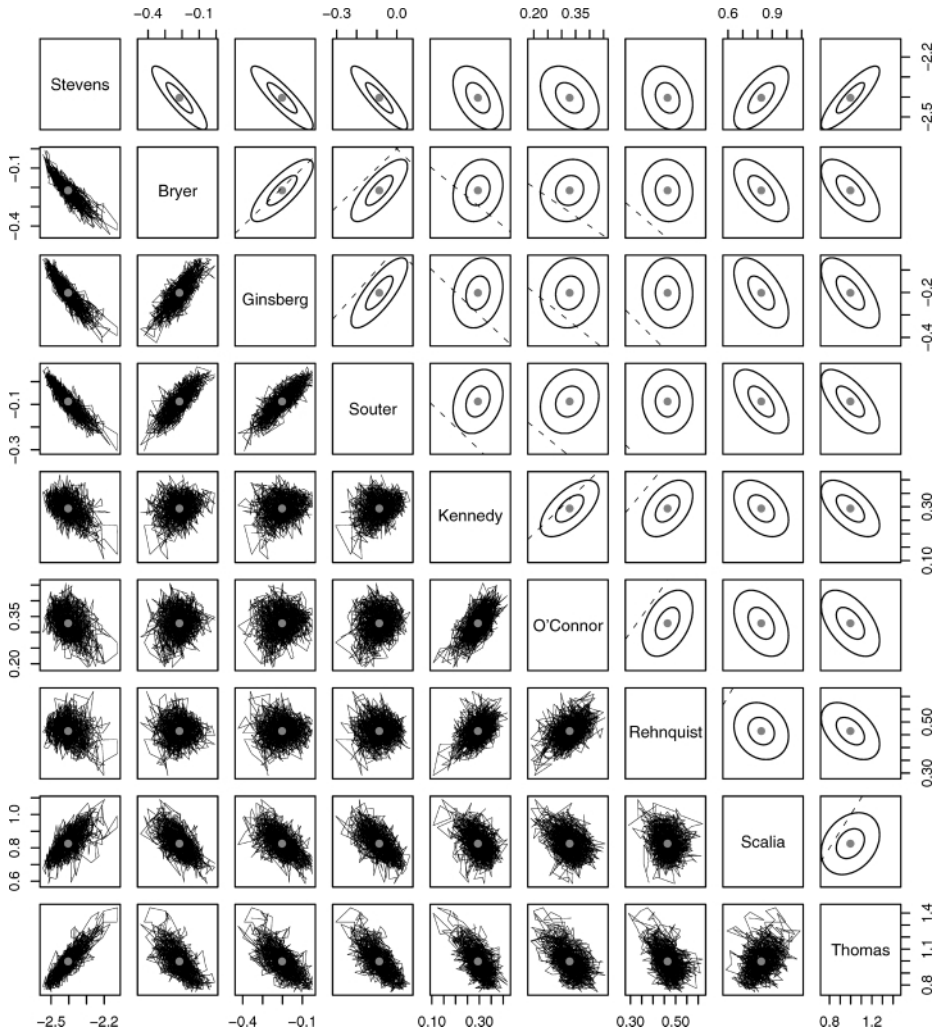 −0.4 −0.1 −0.3 0.0 0.20 0.35 0.6 0.9
Stevens
−2.5 −2.2
−0.4 −0.1
Bryer
Ginsberg
−0.4 −0.2
−0.3 −0.1
Souter
Kennedy
0.10 0.30
0.20 0.35
O'Connor
Rehnquist
0.30 0.50
0.6 0.8 1.0
Scalia
Thomas
0.8 1.0 1.2 1.4
−2.5 −2.2 −0.4 −0.1 0.10 0.30 0.30 0.50 0.8 1.2